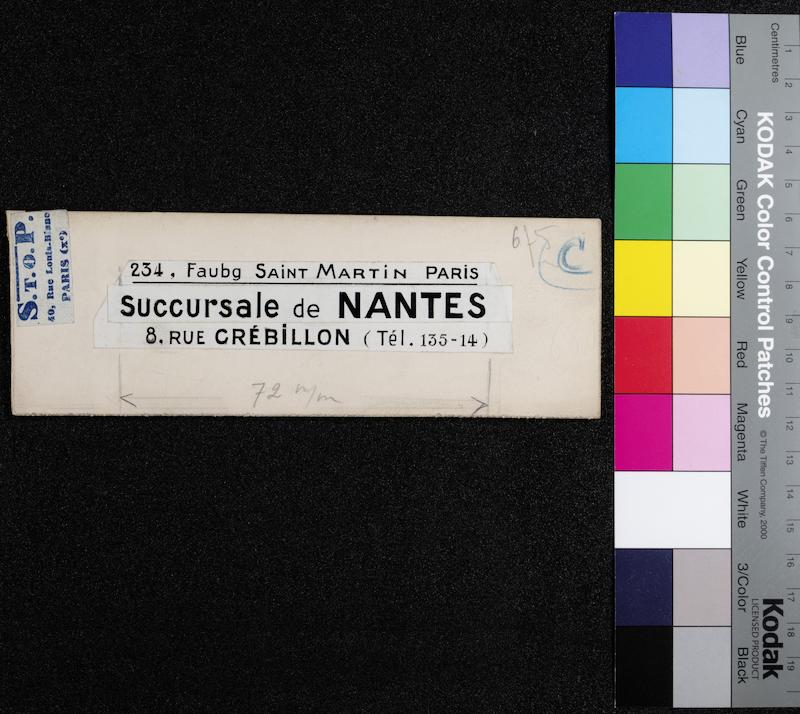 S.T.O.P.
40, Rue Louis-Blanc
PARIS (Xe)
C
234, Faubg SAINT MARTIN PARIS
Succursale de NANTES
8, RUE CRÉBILLON (Tél. 135-14)
72 m/m
Centimetres
1 2 3 4 5 6 7 8 9 10 11 12 13 14 15 16 17 18 19
KODAK Color Control Patches
© The Tiffen Company, 2000
Kodak
LICENSED PRODUCT
Blue
Cyan
Green
Yellow
Red
Magenta
White
3/Color
Black